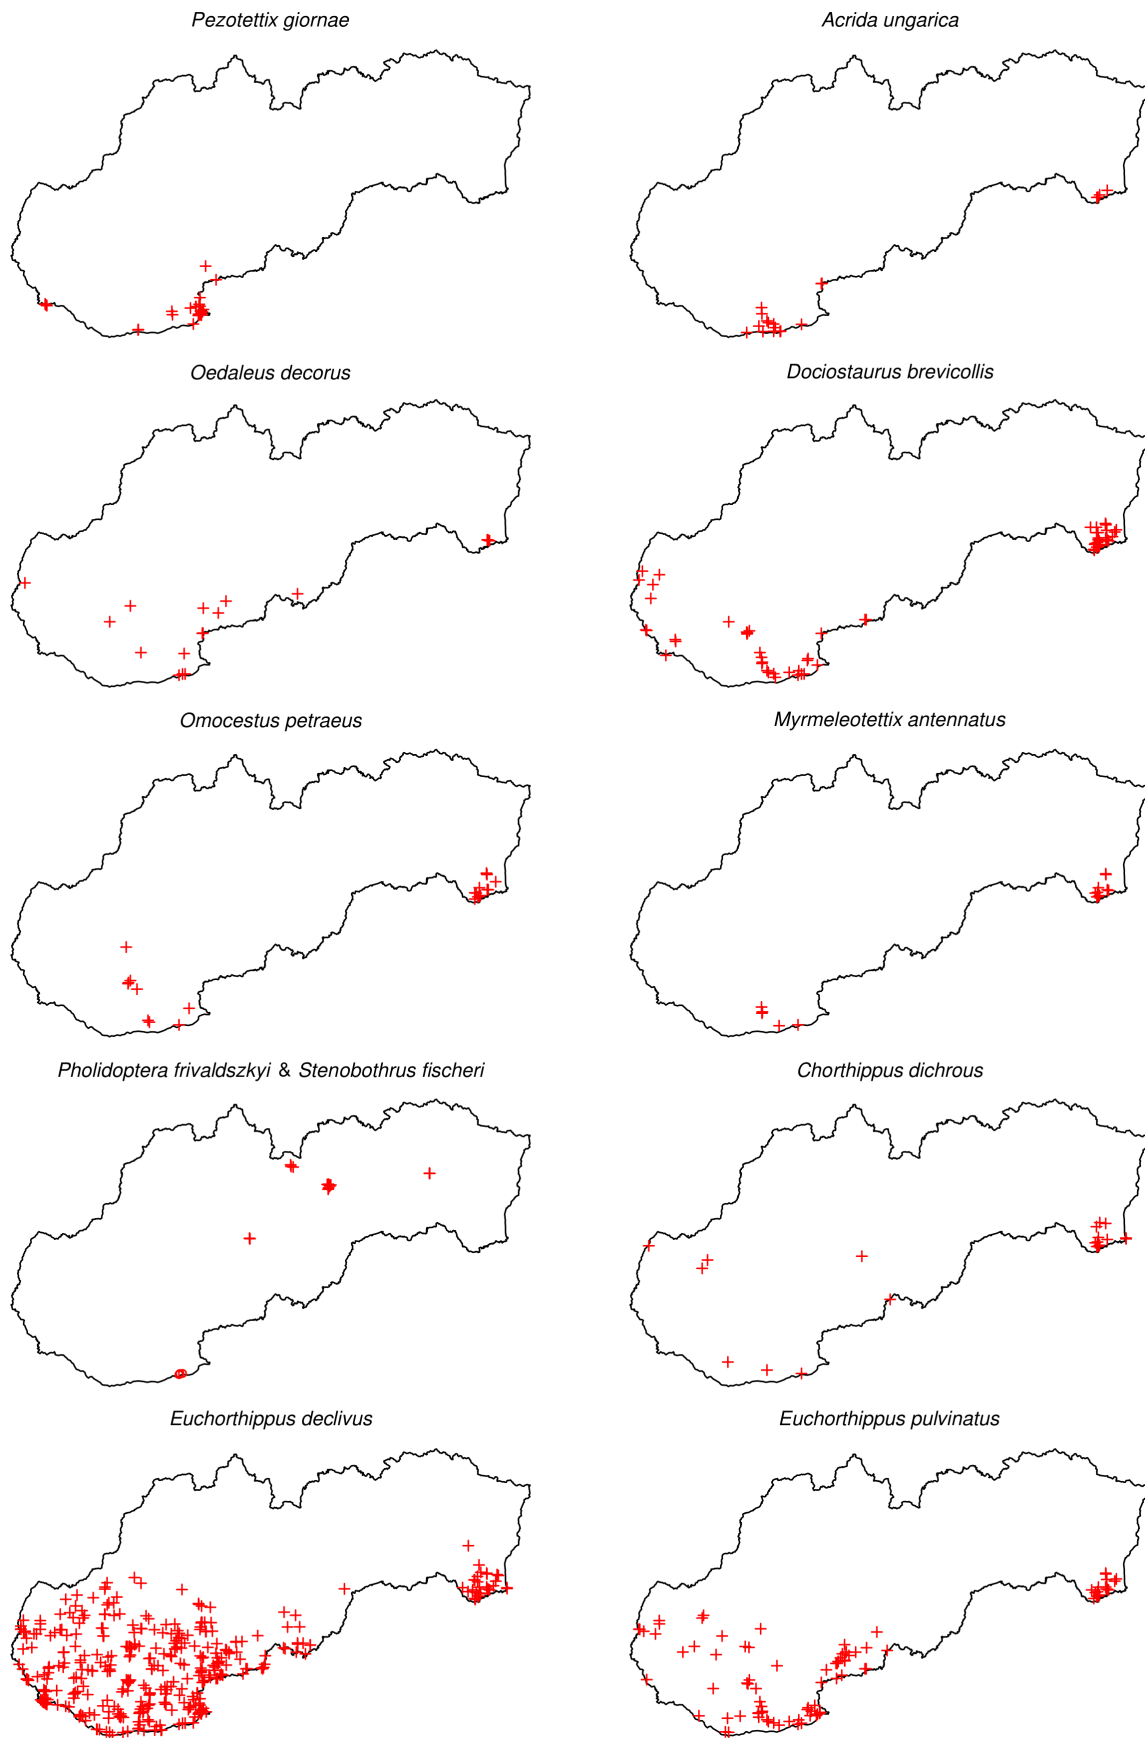 Pezotettix giornae
Acrida ungarica
Oedaleus decorus
Dociostaurus brevicollis
Omocestus petraeus
Myrmeleotettix antennatus
Pholidoptera frivaldszkyi & Stenobothrus fischeri
Chorthippus dichrous
Euchorthippus declivus
Euchorthippus pulvinatus